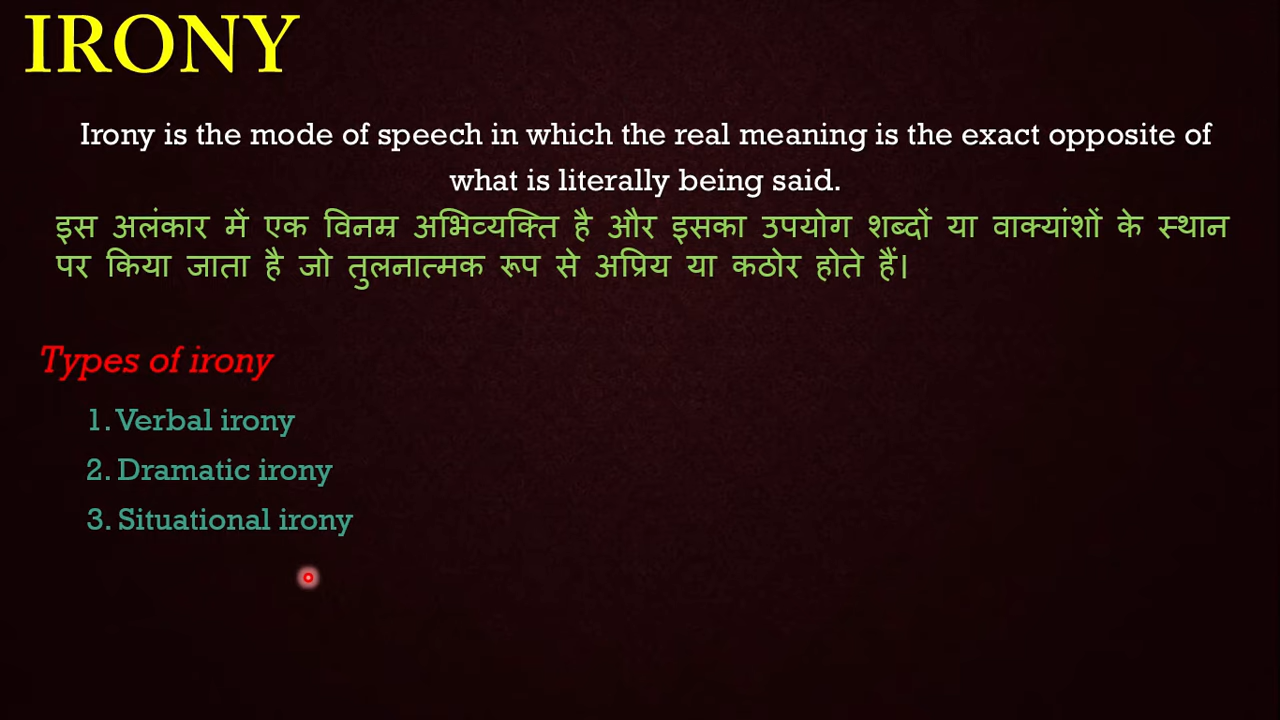 IRONY
Irony is the mode of speech in which the real meaning is the exact opposite of
what is literally being said.
इस अलंकार में एक विनम्र अभिव्यक्ति है और इसका उपयोग शब्दों या वाक्यांशों के स्थान
पर किया जाता है जो तुलनात्मक रूप से अप्रिय या कठोर होते हैं।
Types of irony
1. Verbal irony
2. Dramatic irony
3. Situational irony